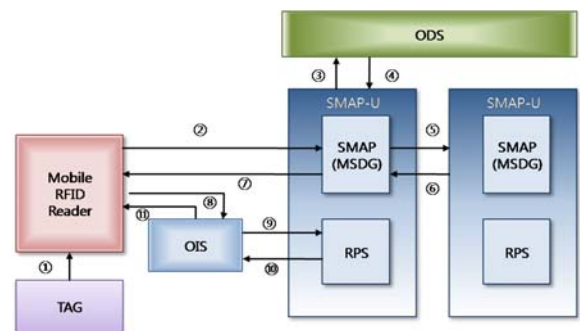 ODS
③
④
SMAP-U
SMAP-U
②
SMAP
(MSDG)
⑤
SMAP
(MSDG)
Mobile
RFID
Reader
⑦
⑥
⑧
⑪
⑨
OIS
RPS
RPS
⑩
①
TAG